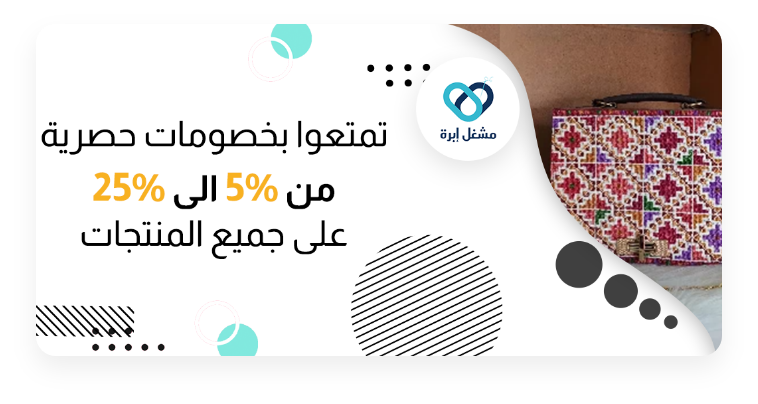 مشغل إبرة
تمتعوا بخصومات حصرية
من 5% الى 25%
على جميع المنتجات